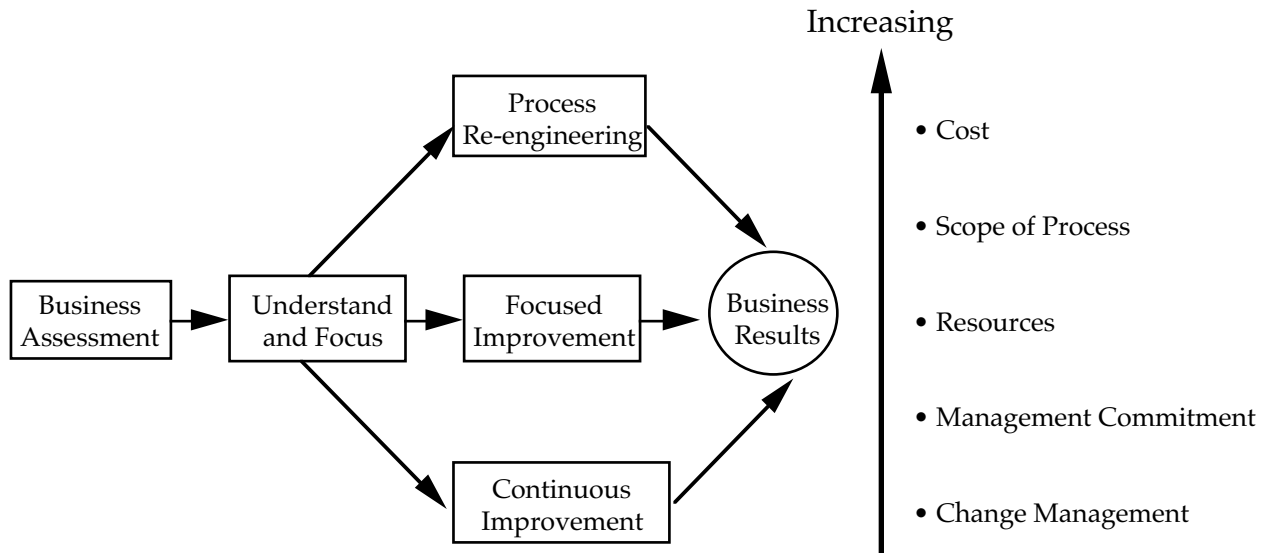 Increasing
Process
Re-engineering
• Cost
• Scope of Process
Business
Assessment
Understand
and Focus
Focused
Improvement
Business
Results
• Resources
• Management Commitment
Continuous
Improvement
• Change Management